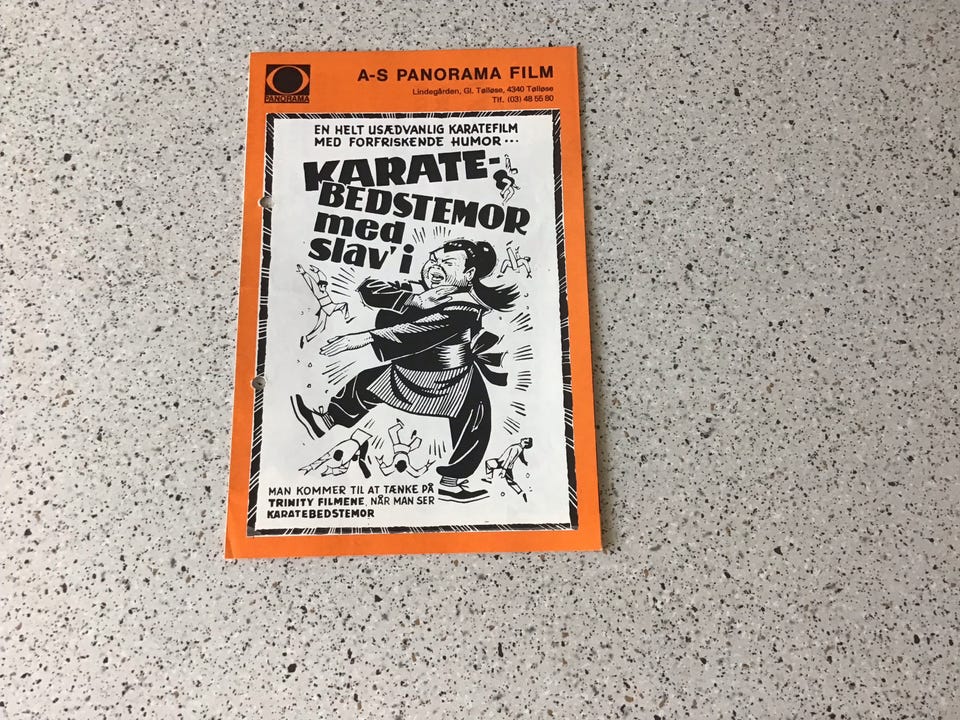 PANORAMA
A-S PANORAMA FILM
Lindegården, Gl. Tølløse, 4340 Tølløse
Tlf. (03) 48 55 80
EN HELT USÆDVANLIG KARATEFILM
MED FORFRISKENDE HUMOR...
KARATE-
BEDSTEMOR
med
slav' i
MAN KOMMER TIL AT TÆNKE PÅ
TRINITY FILMENE, NÅR MAN SER
KARATEBEDSTEMOR